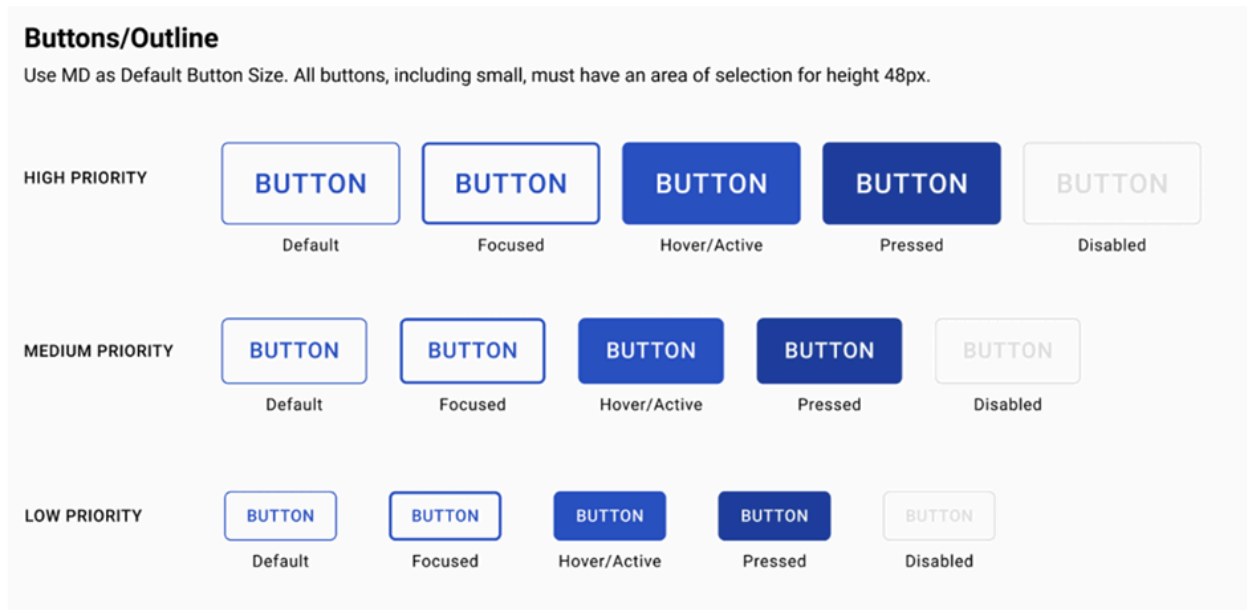 Buttons/Outline
Use MD as Default Button Size. All buttons, including small, must have an area of selection for height 48px.
HIGH PRIORITY BUTTON BUTTON BUTTON BUTTON BUTTON
Default Focused Hover/Active Pressed Disabled
MEDIUM PRIORITY BUTTON BUTTON BUTTON BUTTON BUTTON
Default Focused Hover/Active Pressed Disabled
LOW PRIORITY BUTTON BUTTON BUTTON BUTTON BUTTON
Default Focused Hover/Active Pressed Disabled